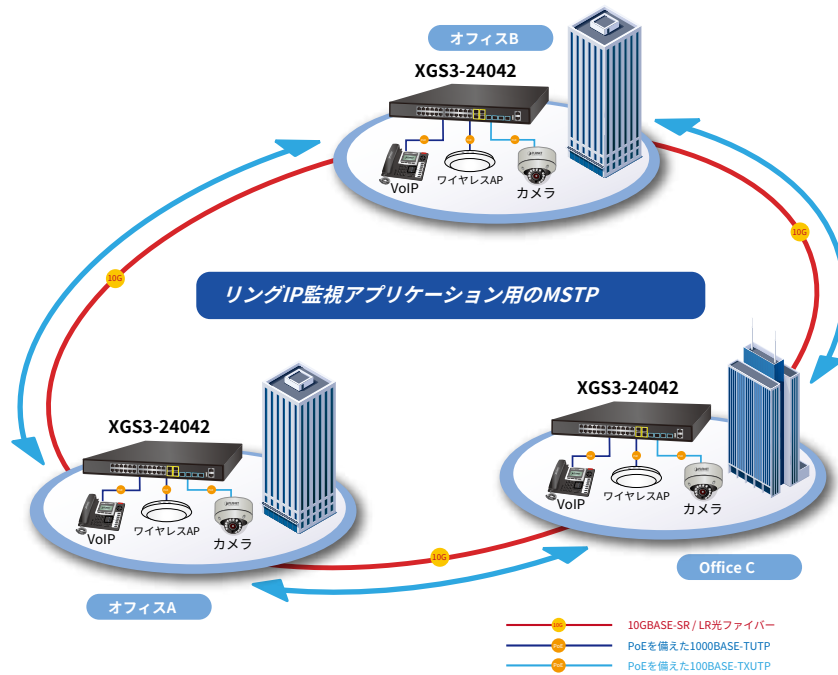 オフィスB
XGS3-24042
VoIP
ワイヤレスAP
カメラ
10G
10G
リングIP監視アプリケーション用のMSTP
XGS3-24042
VoIP
ワイヤレスAP
カメラ
XGS3-24042
VoIP
ワイヤレスAP
カメラ
10G
オフィスA
Office C
10G 10GBASE-SR / LR光ファイバー
PoE PoEを備えた1000BASE-TUTP
PoE PoEを備えた100BASE-TXUTP